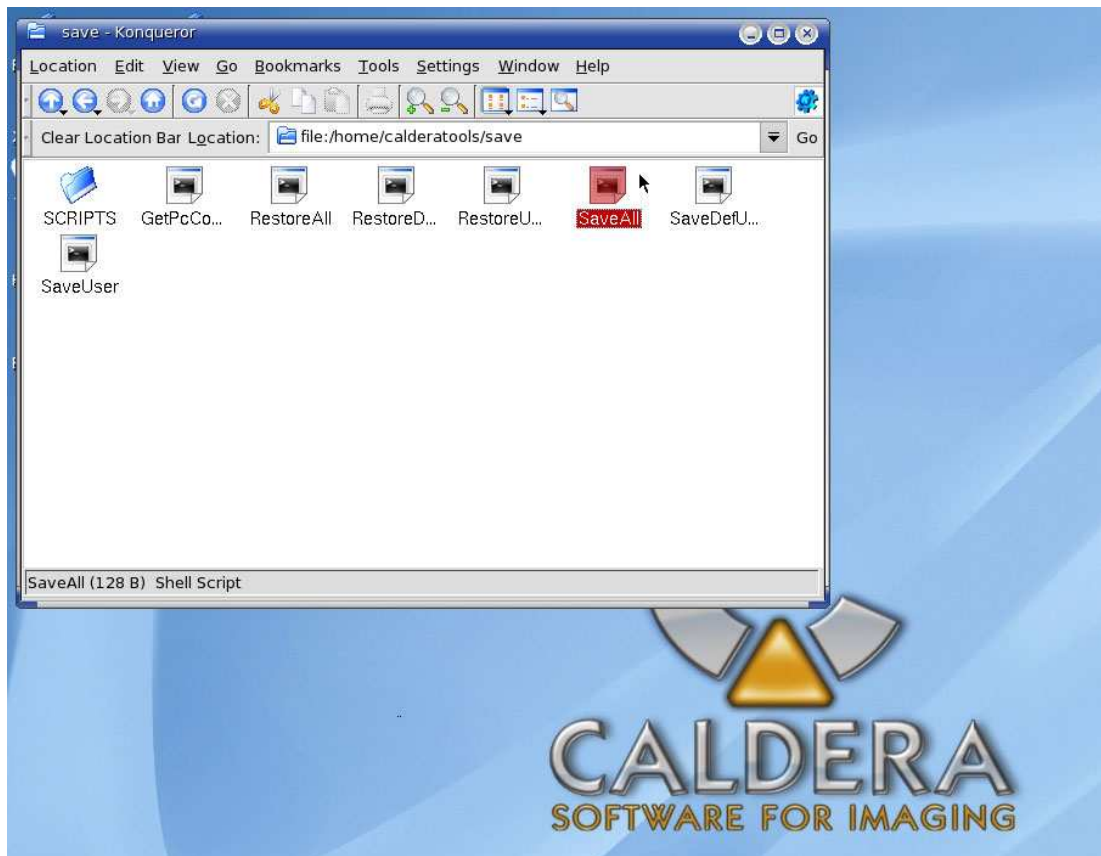 save - Konqueror
Location Edit View Go Bookmarks Tools Settings Window Help
Clear Location Bar Location: file:/home/calderatools/save Go
SCRIPTS GetPcCo... RestoreAll RestoreD... RestoreU... SaveAll SaveDefU...
SaveUser
SaveAll (128 B) Shell Script
CALDERA
SOFTWARE FOR IMAGING